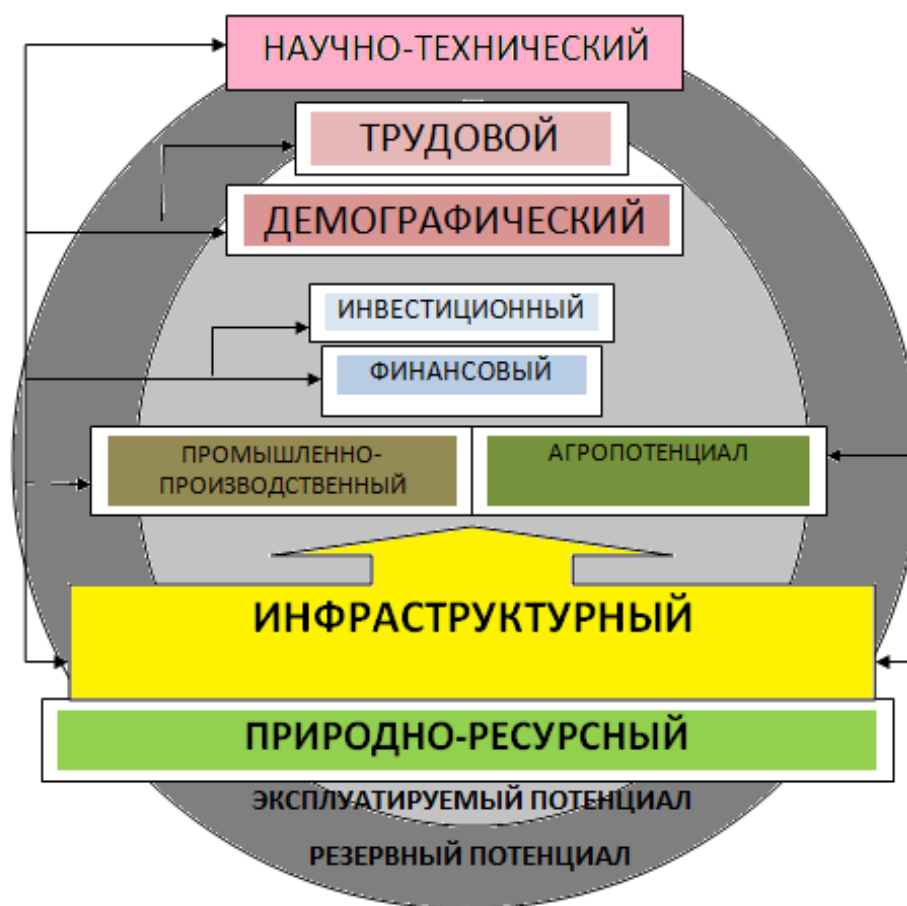 НАУЧНО-ТЕХНИЧЕСКИЙ
ТРУДОВОЙ
ДЕМОГРАФИЧЕСКИЙ
ИНВЕСТИЦИОННЫЙ
ФИНАНСОВЫЙ
ПРОМЫШЛЕННО-
ПРОИЗВОДСТВЕННЫЙ
АГРОПОТЕНЦИАЛ
ИНФРАСТРУКТУРНЫЙ
ПРИРОДНО-РЕСУРСНЫЙ
ЭКСПЛУАТИРУЕМЫЙ ПОТЕНЦИАЛ
РЕЗЕРВНЫЙ ПОТЕНЦИАЛ